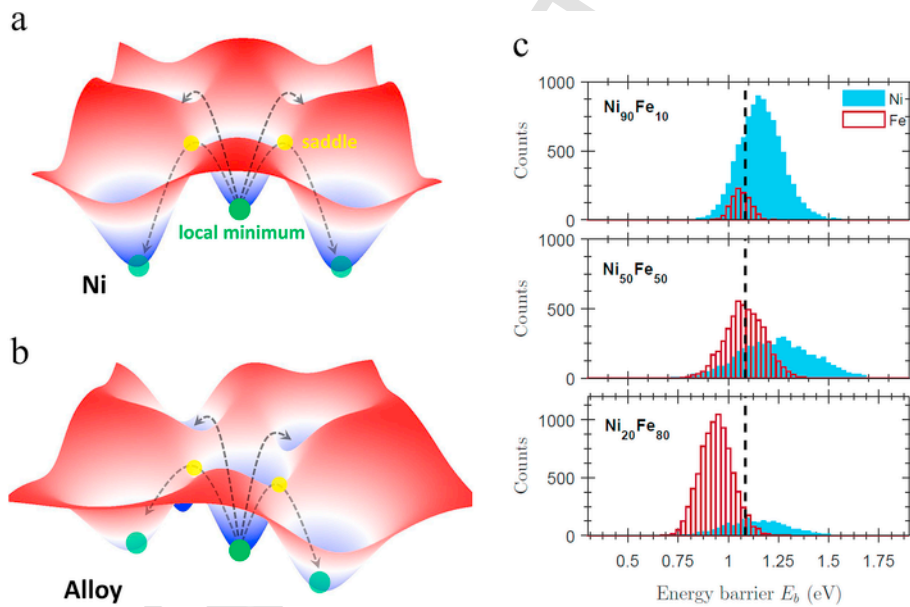 a
saddle
local minimum
Ni
b
Alloy
c
1000
Ni90Fe10
Ni
Fe
500
Counts
0
1000
Ni50Fe50
500
Counts
0
1000
Ni20Fe80
500
Counts
0
0.5 0.75 1 1.25 1.5 1.75
Energy barrier Eb (eV)